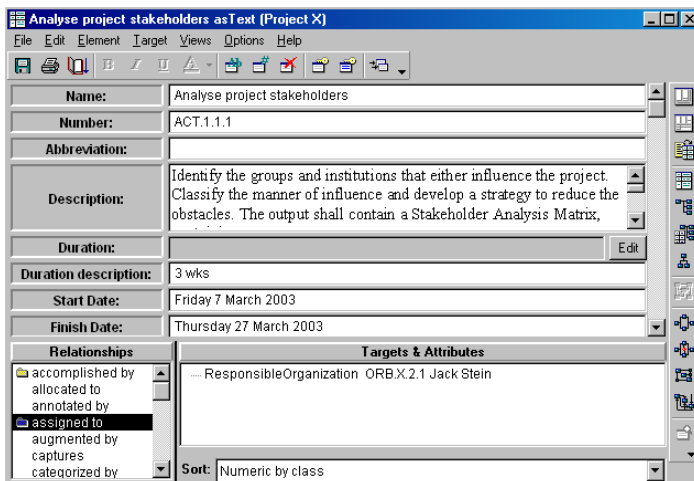 Analyse project stakeholders asText (Project X)
File Edit Element Target Views Options Help
B I U A
Name: Analyse project stakeholders
Number: ACT.1.1.1
Abbreviation:
Identify the groups and institutions that either influence the project.
Description: Classify the manner of influence and develop a strategy to reduce the
obstacles. The output shall contain a Stakeholder Analysis Matrix,
Duration: Edit
Duration description: 3 wks
Start Date: Friday 7 March 2003
Finish Date: Thursday 27 March 2003
Relationships Targets & Attributes
accomplished by ResponsibleOrganization ORB.X.2.1 Jack Stein
allocated to
annotated by
assigned to
augmented by
captures
categorized by
Sort: Numeric by class